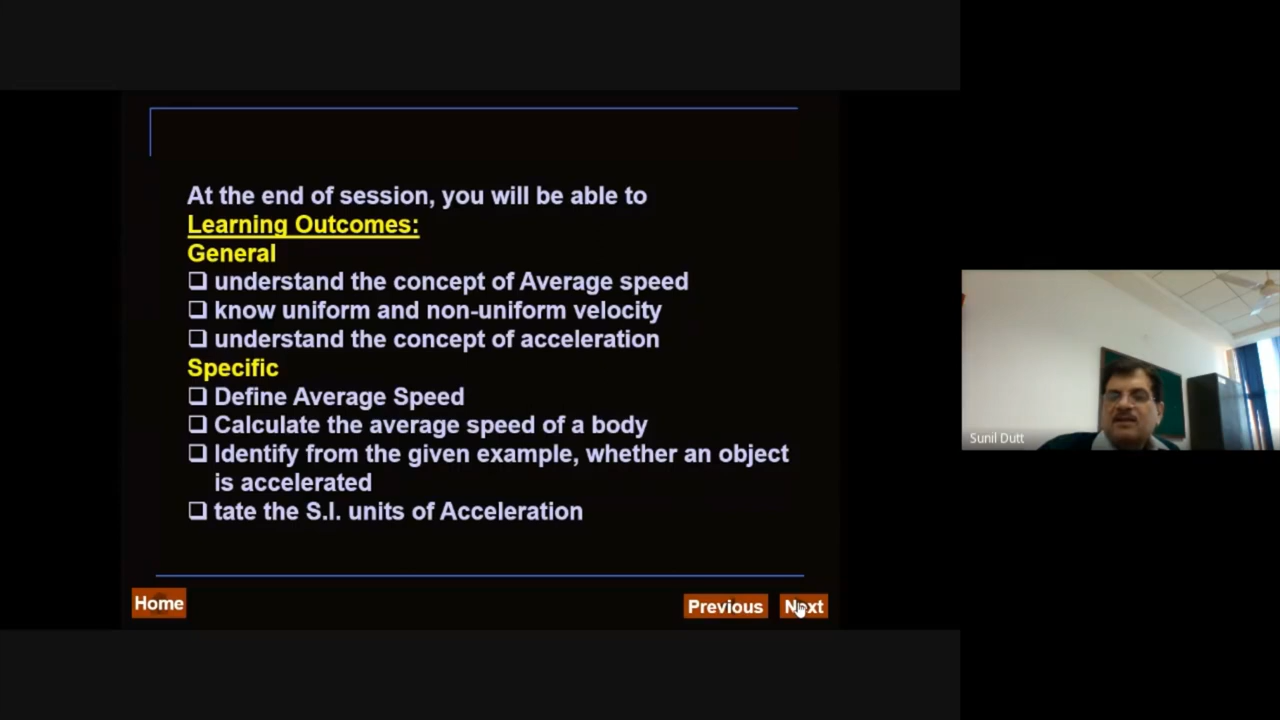 At the end of session, you will be able to
Learning Outcomes:
General
❑ understand the concept of Average speed
❑ know uniform and non-uniform velocity
❑ understand the concept of acceleration
Specific
❑ Define Average Speed
❑ Calculate the average speed of a body
❑ Identify from the given example, whether an object
is accelerated
❑ tate the S.I. units of Acceleration
Home
Previous
Next
Sunil Dutt